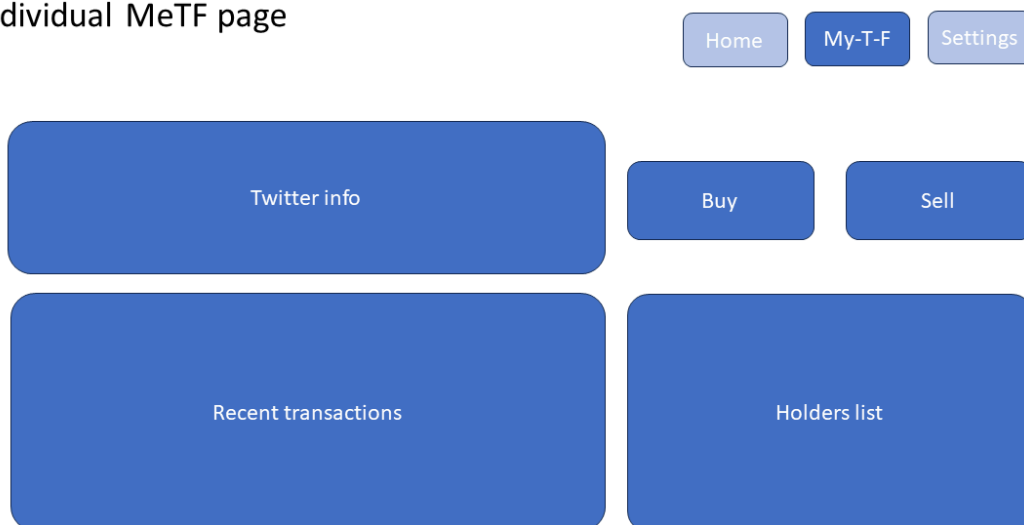 dividual MeTF page
Home
My-T-F
Settings
Twitter info
Buy
Sell
Recent transactions
Holders list